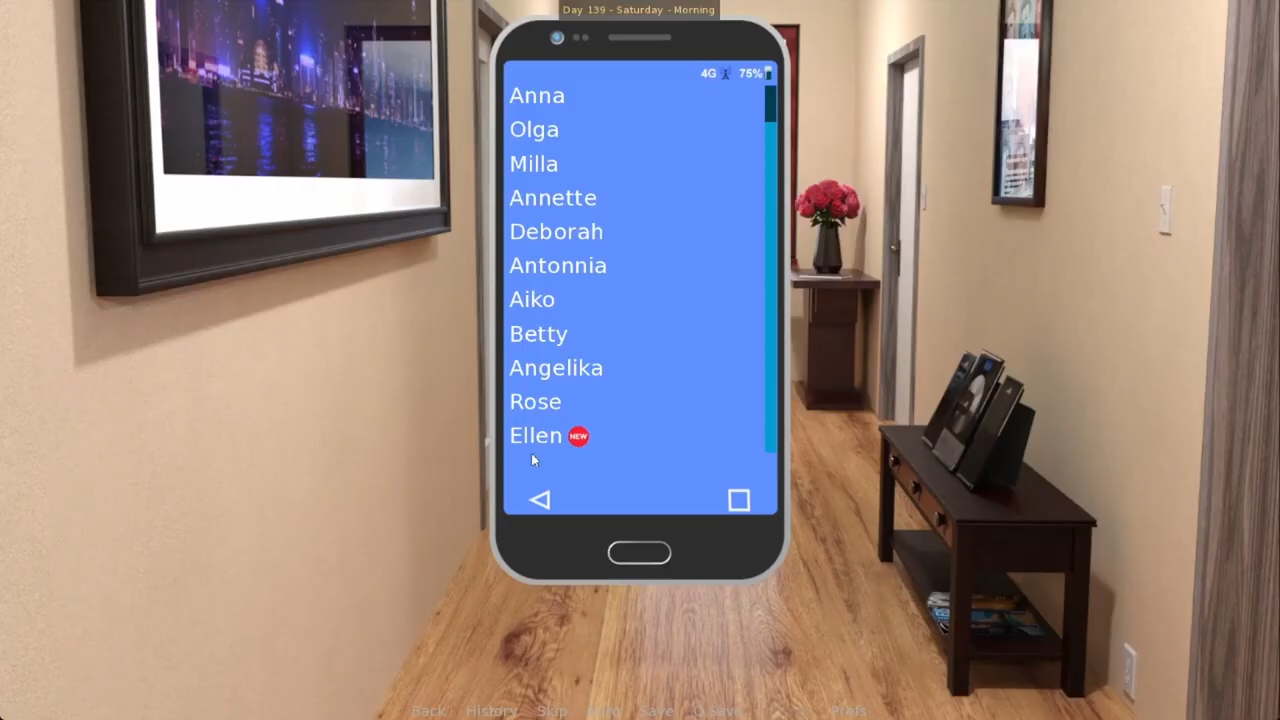 Day 139 - Saturday - Morning
4G 75%
Anna
Olga
Milla
Annette
Deborah
Antonnia
Aiko
Betty
Angelika
Rose
Ellen NEW
Back History Skip Auto Save Q.Save Prefs